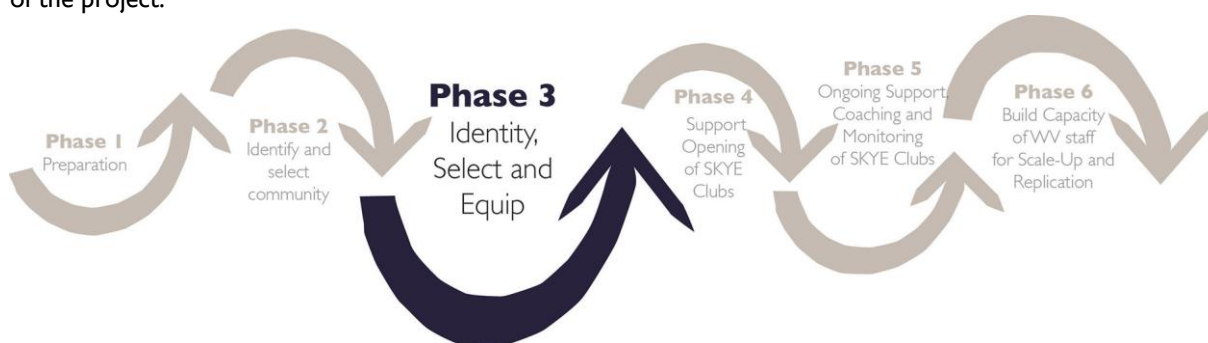 of the project.
Phase 1
Preparation
Phase 2
Identify and
select
community
Phase 3
Identity,
Select and
Equip
Phase 4
Support
Opening
of SKYE
Clubs
Phase 5
Ongoing Support,
Coaching and
Monitoring
of SKYE Clubs
Phase 6
Build Capacity
of WV staff
for Scale-Up and
Replication